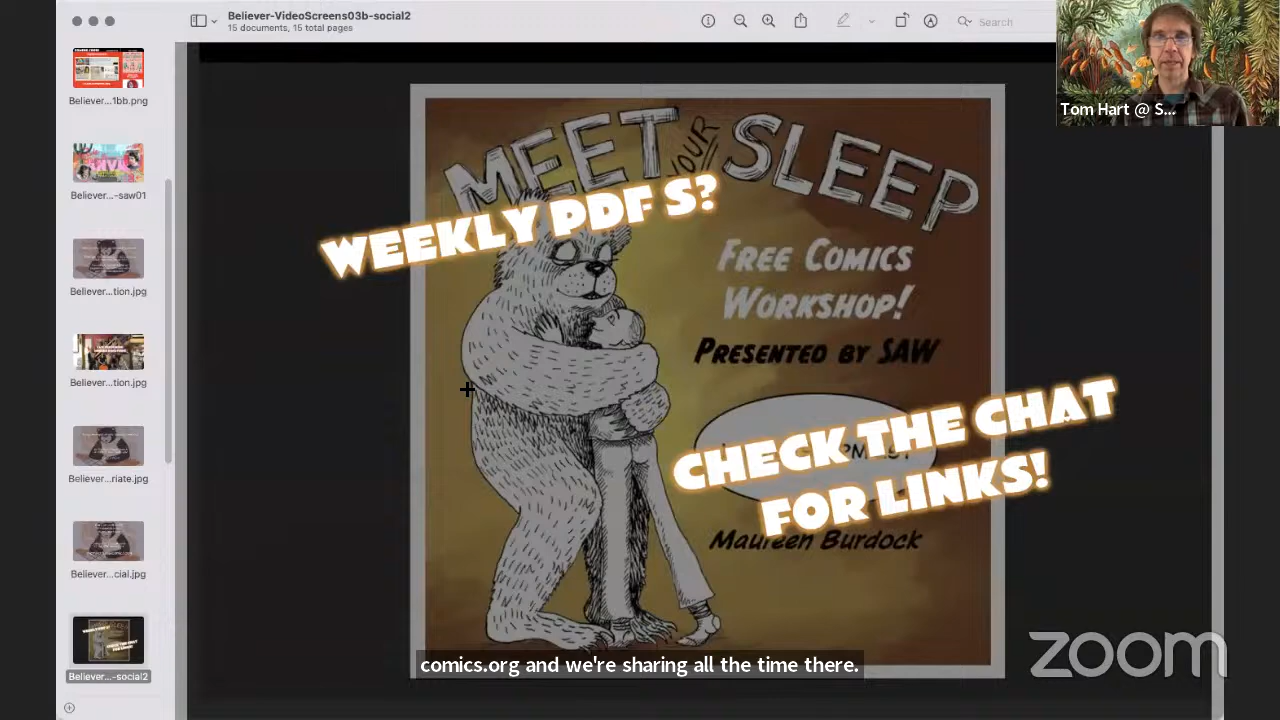 Believer-VideoScreens03b-social2
15 documents, 15 total pages
Search
Believer...1bb.png
Believer...-saw01
Believer...tion.jpg
Believer...tion.jpg
Believer...riate.jpg
Believer...cial.jpg
Believer...-social2
Tom Hart @ S...
MEET YOUR SLEEP
WEEKLY PDF S?
FREE COMICS
WORKSHOP!
PRESENTED BY SAW
CHECK THE CHAT
FOR LINKS!
Maureen Burdock
comics.org and we're sharing all the time there.
zoom